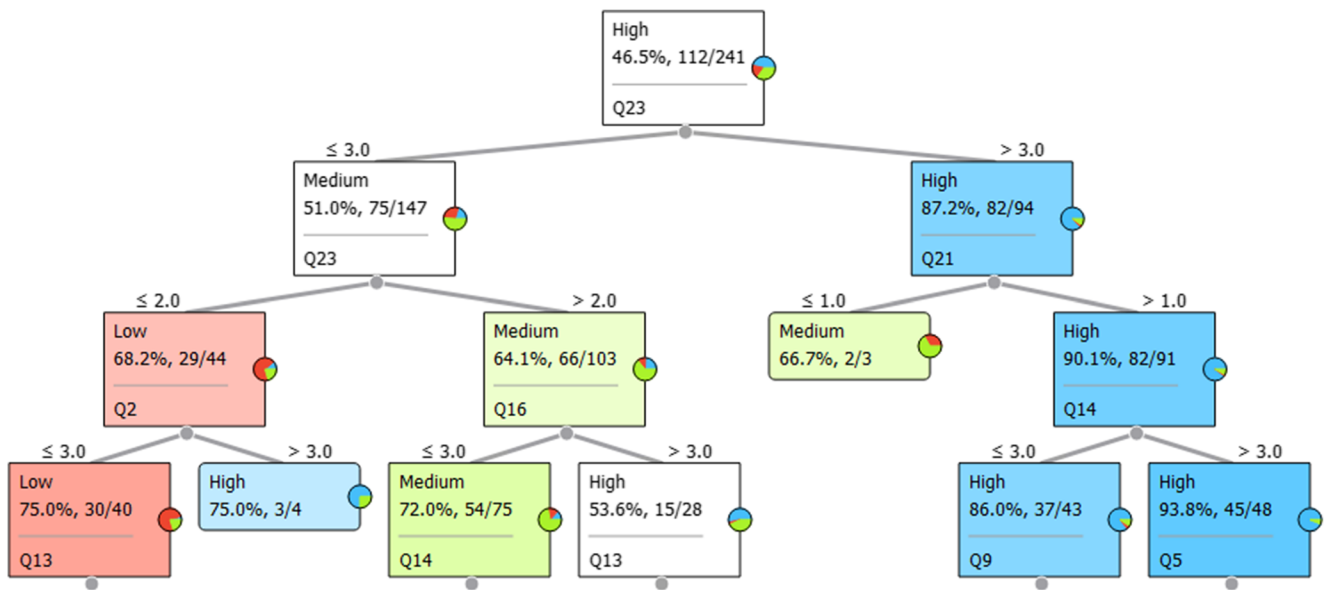 High
46.5%, 112/241
Q23
≤ 3.0
> 3.0
Medium
51.0%, 75/147
Q23
High
87.2%, 82/94
Q21
≤ 2.0
> 2.0
≤ 1.0
> 1.0
Low
68.2%, 29/44
Q2
Medium
64.1%, 66/103
Q16
Medium
66.7%, 2/3
High
90.1%, 82/91
Q14
≤ 3.0
> 3.0
≤ 3.0
> 3.0
≤ 3.0
> 3.0
Low
75.0%, 30/40
Q13
High
75.0%, 3/4
Medium
72.0%, 54/75
Q14
High
53.6%, 15/28
Q13
High
86.0%, 37/43
Q9
High
93.8%, 45/48
Q5